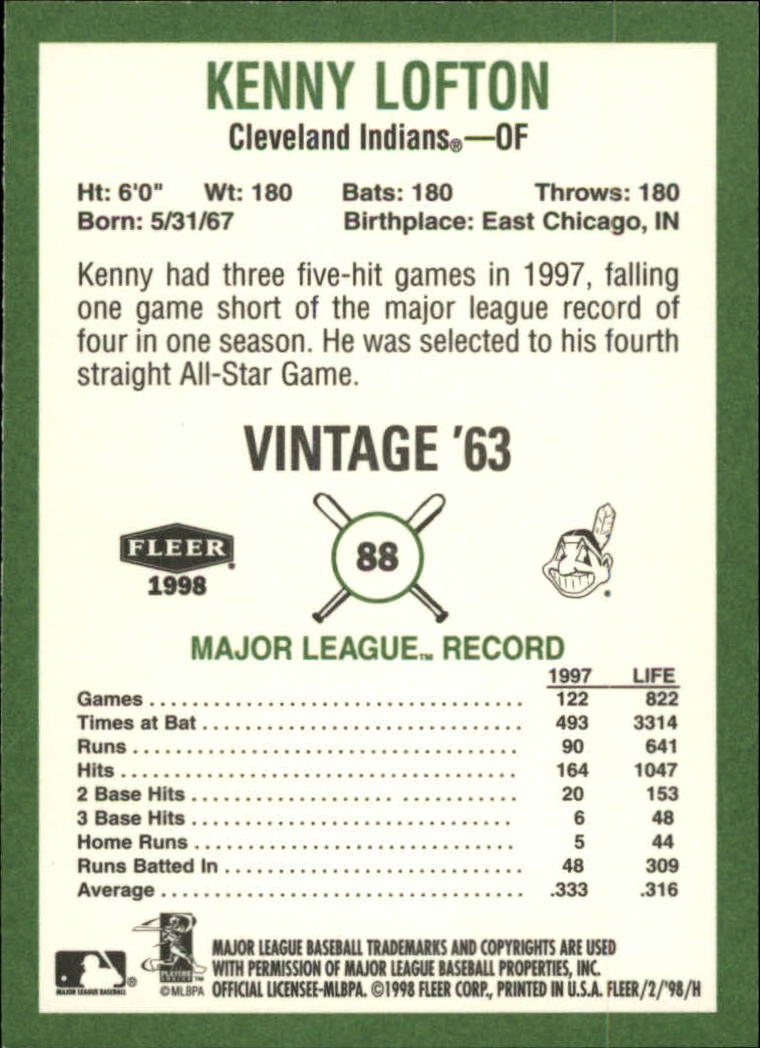 KENNY LOFTON
Cleveland Indians®—OF
Ht: 6'0" Wt: 180 Bats: 180 Throws: 180
Born: 5/31/67 Birthplace: East Chicago, IN
Kenny had three five-hit games in 1997, falling
one game short of the major league record of
four in one season. He was selected to his fourth
straight All-Star Game.
VINTAGE '63
FLEER
1998
88
MAJOR LEAGUE™ RECORD
1997 LIFE
Games 122 822
Times at Bat 493 3314
Runs 90 641
Hits 164 1047
2 Base Hits 20 153
3 Base Hits 6 48
Home Runs 5 44
Runs Batted In 48 309
Average .333 .316
MAJOR LEAGUE BASEBALL®
PLAYERS CHOICE™
©MLBPA
MAJOR LEAGUE BASEBALL TRADEMARKS AND COPYRIGHTS ARE USED
WITH PERMISSION OF MAJOR LEAGUE BASEBALL PROPERTIES, INC.
OFFICIAL LICENSEE-MLBPA. ©1998 FLEER CORP., PRINTED IN U.S.A. FLEER/2/'98/H